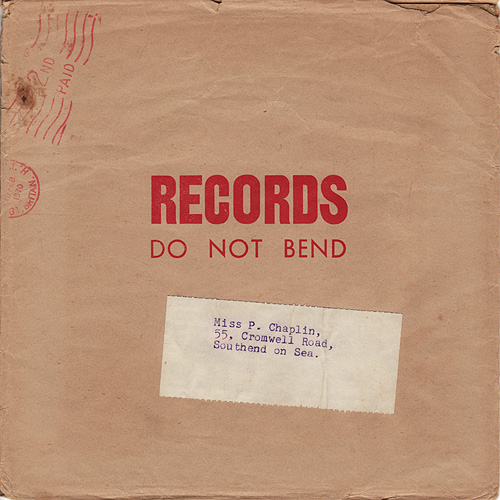 PAID
RECORDS
DO NOT BEND
Miss P. Chaplin,
55, Cromwell Road,
Southend on Sea.